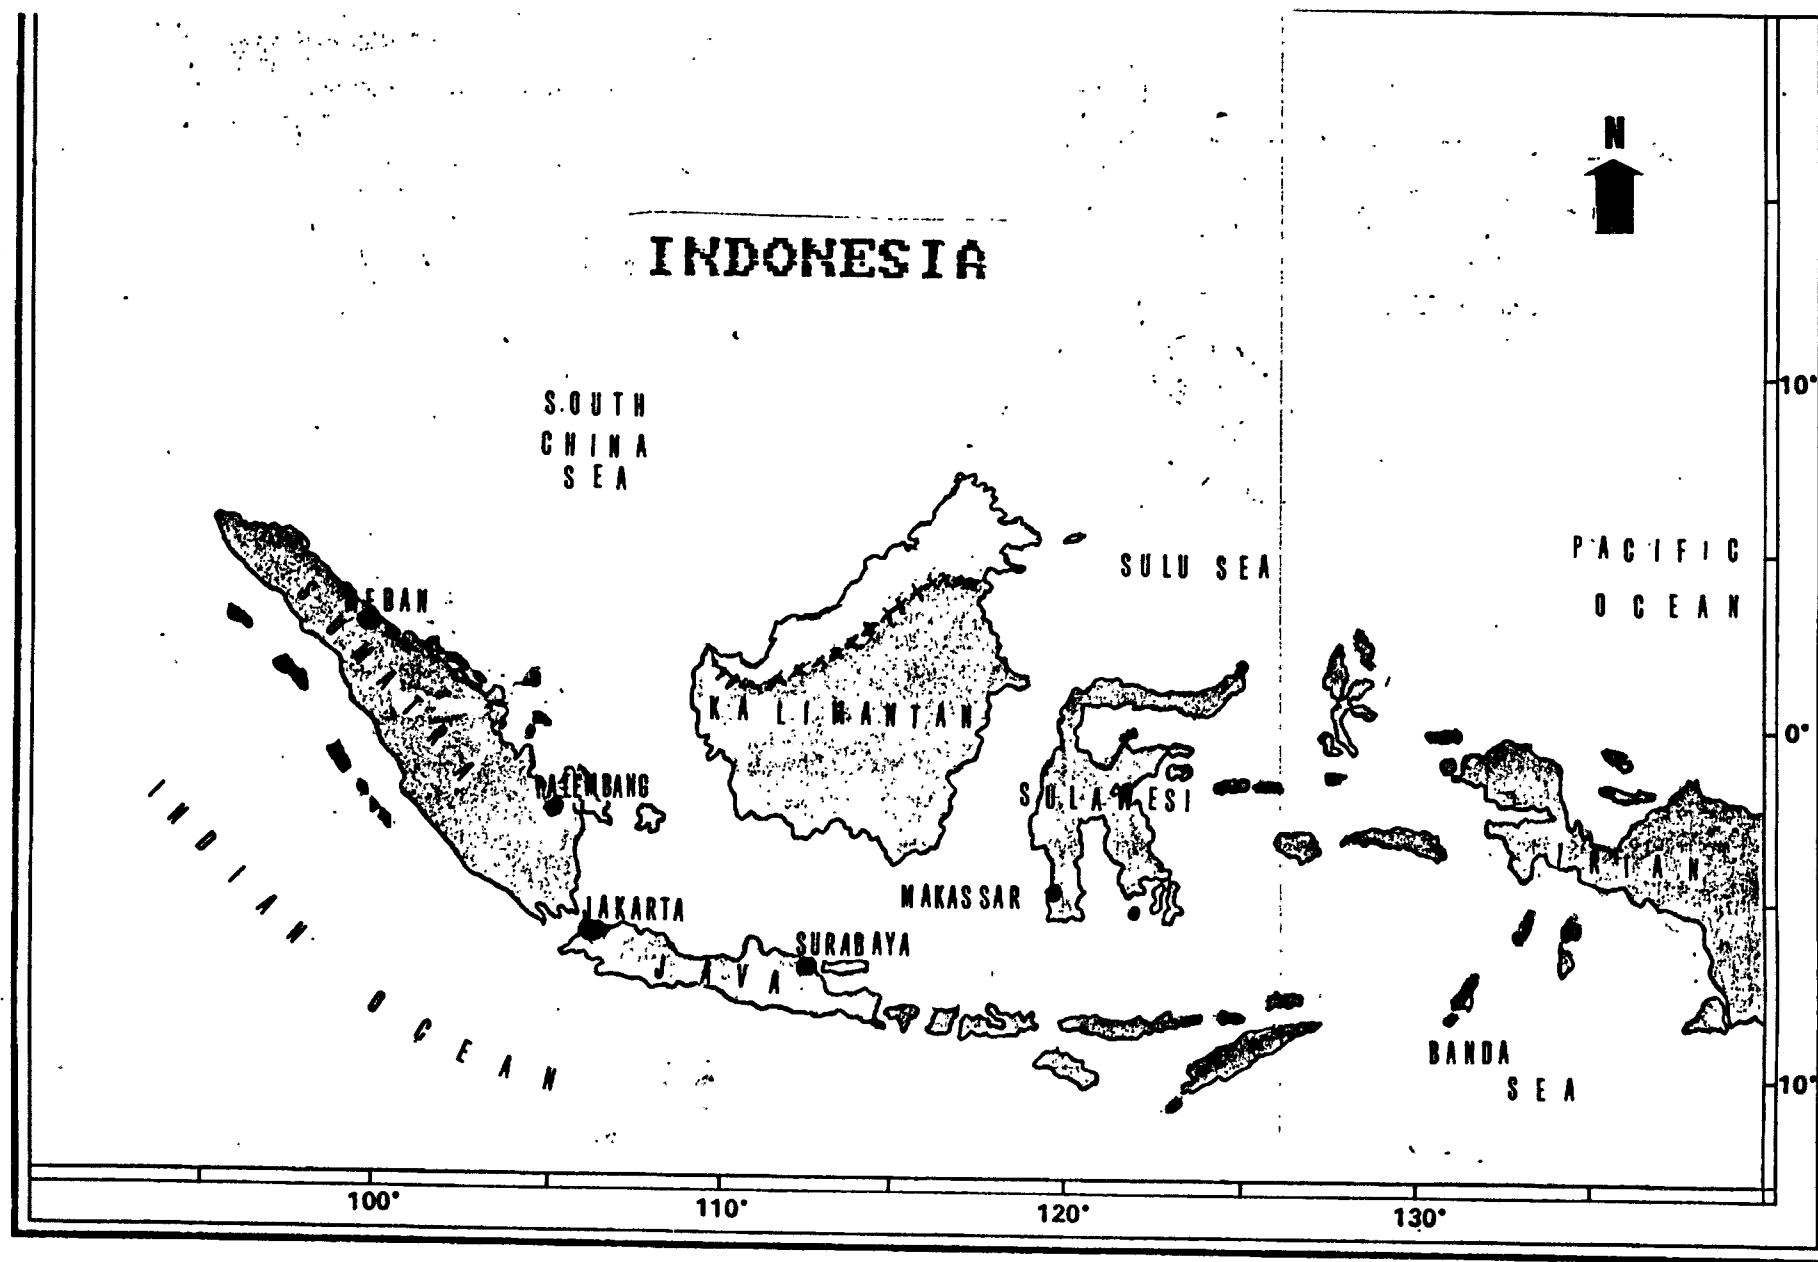 N
INDONESIA
10°
SOUTH
CHINA
SEA
PACIFIC
OCEAN
SULU SEA
MEDAN
SUMATRA
KALIMANTAN
0°
PALEMBANG
SULAWESI
INDIAN
OCEAN
IRIAN
MAKASSAR
JAKARTA
SURABAYA
JAVA
BANDA
SEA
10°
100°
110°
120°
130°